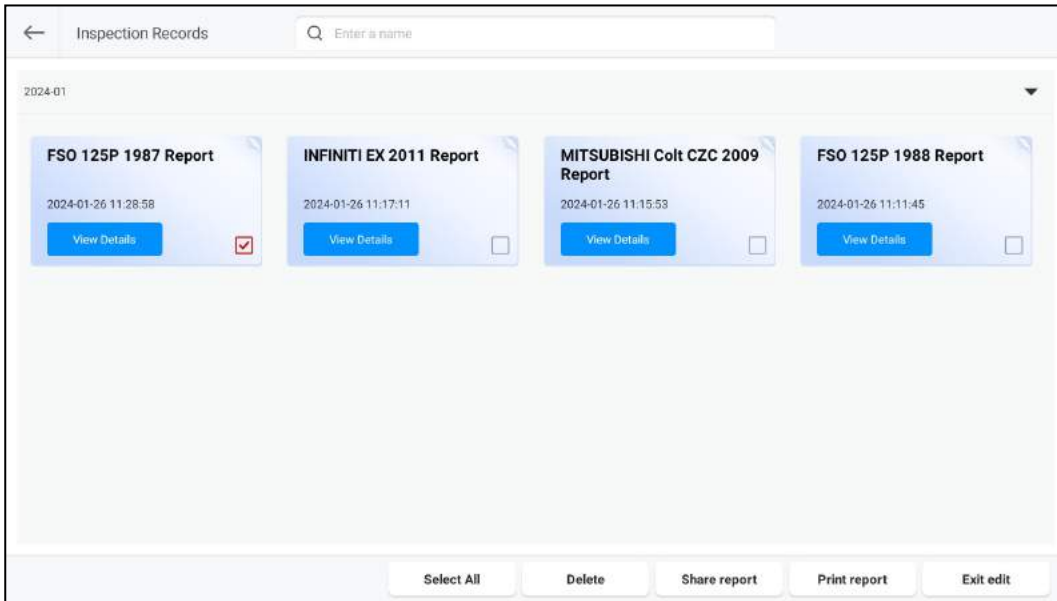 Inspection Records
Enter a name
2024-01
FSO 125P 1987 Report
2024-01-26 11:28:58
View Details
INFINITI EX 2011 Report
2024-01-26 11:17:11
View Details
MITSUBISHI Colt CZC 2009
Report
2024-01-26 11:15:53
View Details
FSO 125P 1988 Report
2024-01-26 11:11:45
View Details
Select All
Delete
Share report
Print report
Exit edit